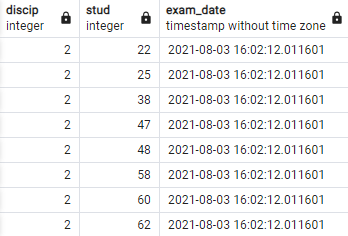 discip stud exam_date
integer integer timestamp without time zone
2 22 2021-08-03 16:02:12.011601
2 25 2021-08-03 16:02:12.011601
2 38 2021-08-03 16:02:12.011601
2 47 2021-08-03 16:02:12.011601
2 48 2021-08-03 16:02:12.011601
2 58 2021-08-03 16:02:12.011601
2 60 2021-08-03 16:02:12.011601
2 62 2021-08-03 16:02:12.011601